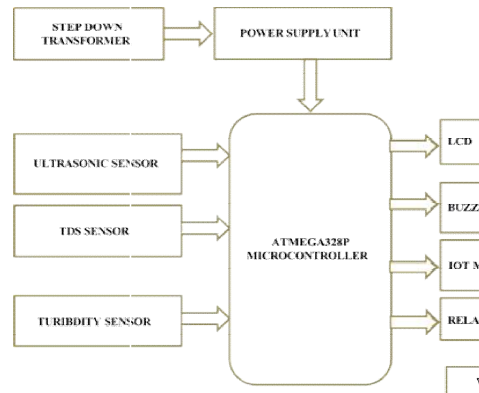 STEP DOWN
TRANSFORMER
POWER SUPPLY UNIT
ULTRASONIC SENSOR
TDS SENSOR
TURIBDITY SENSOR
ATMEGA328P
MICROCONTROLLER
LCD
BUZZ
IOT M
RELA